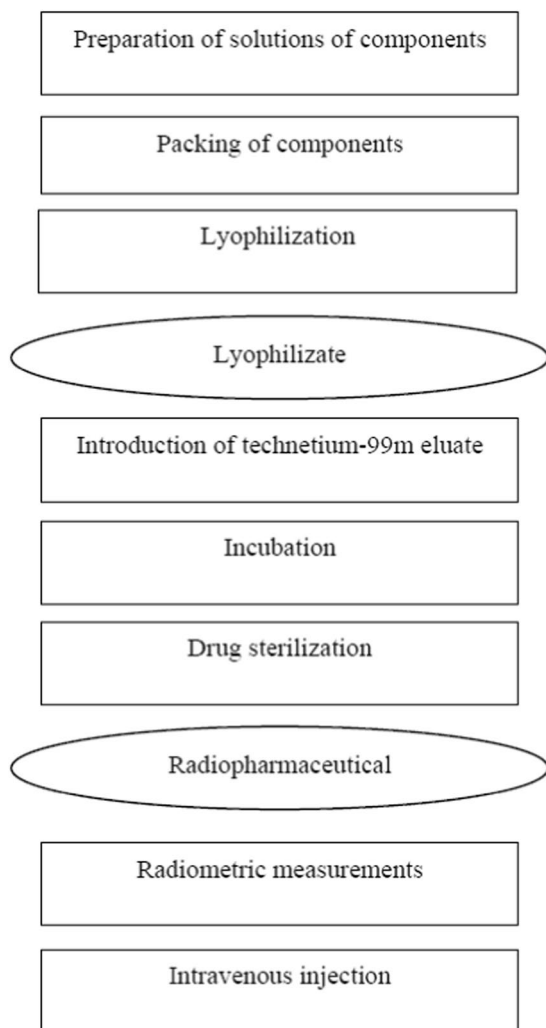 Preparation of solutions of components
Packing of components
Lyophilization
Lyophilizate
Introduction of technetium-99m eluate
Incubation
Drug sterilization
Radiopharmaceutical
Radiometric measurements
Intravenous injection